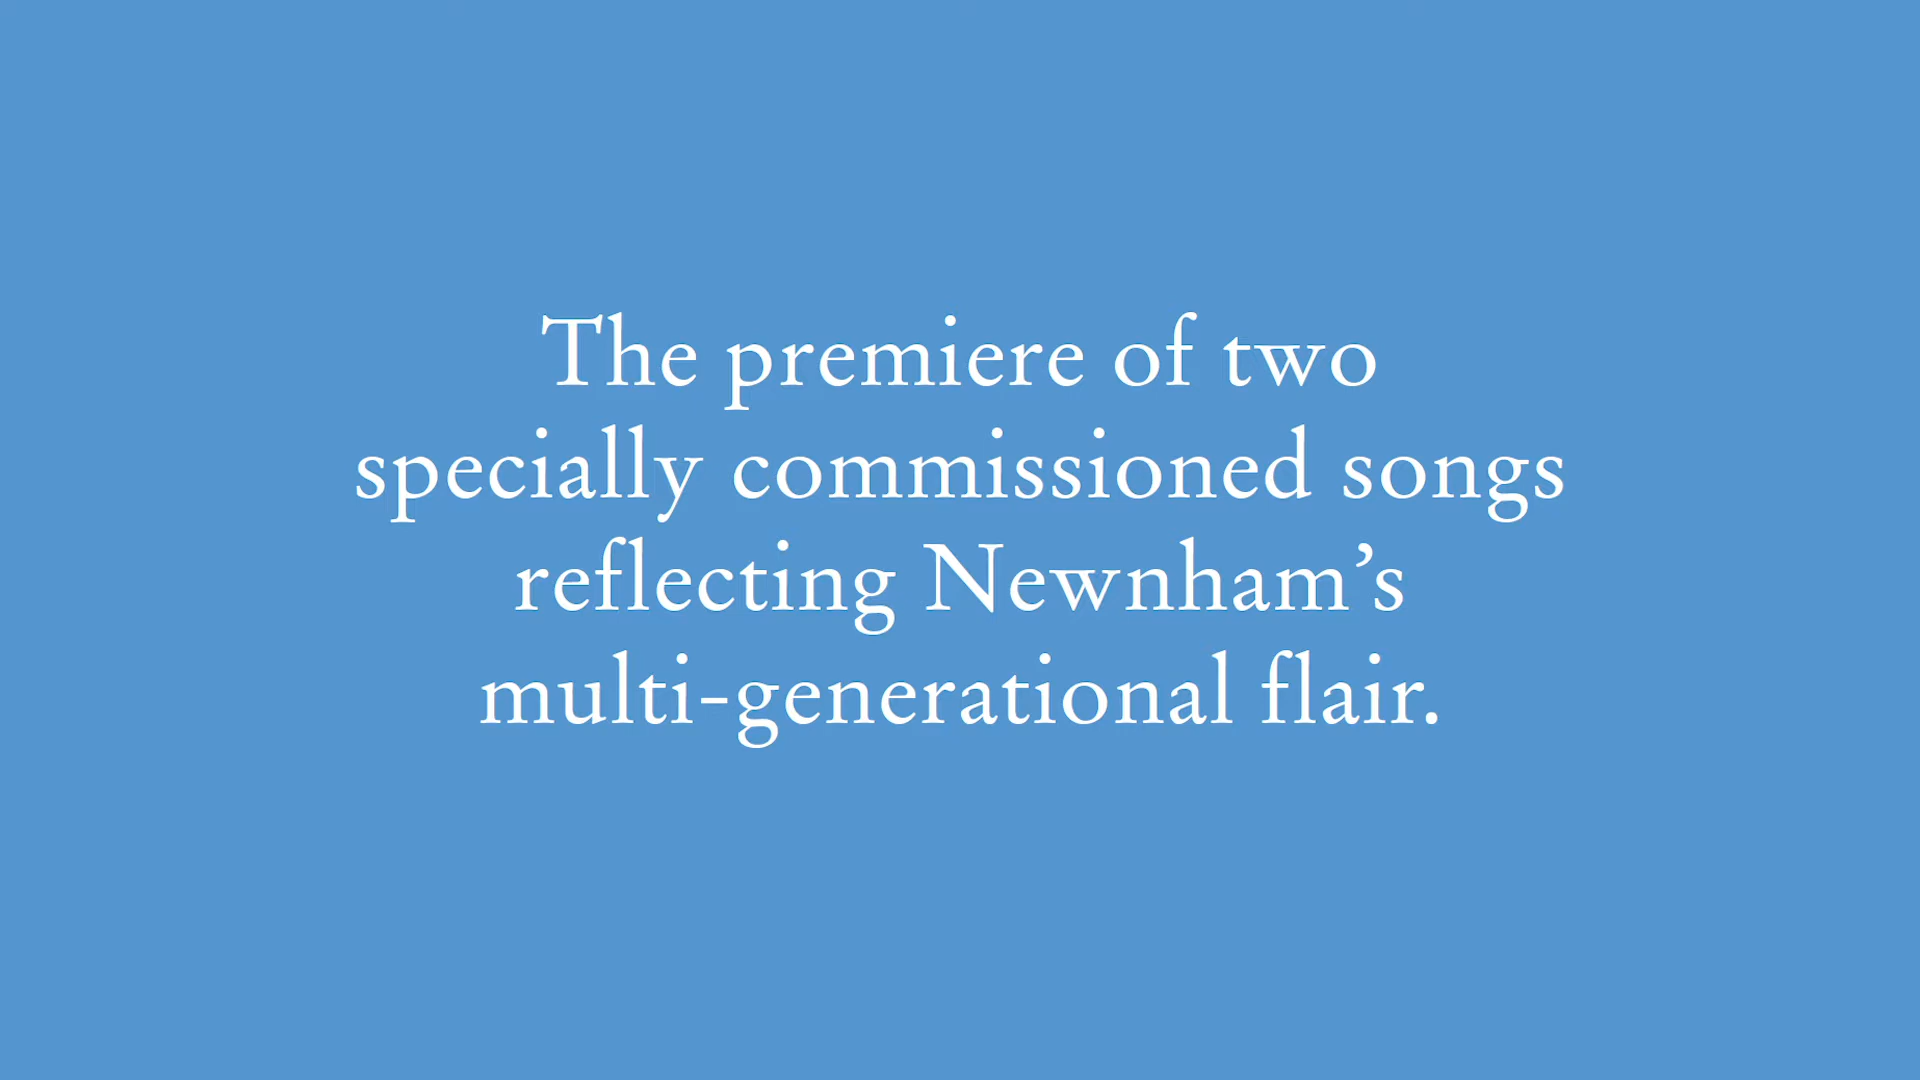 The premiere of two
specially commissioned songs
reflecting Newnham’s
multi-generational flair.